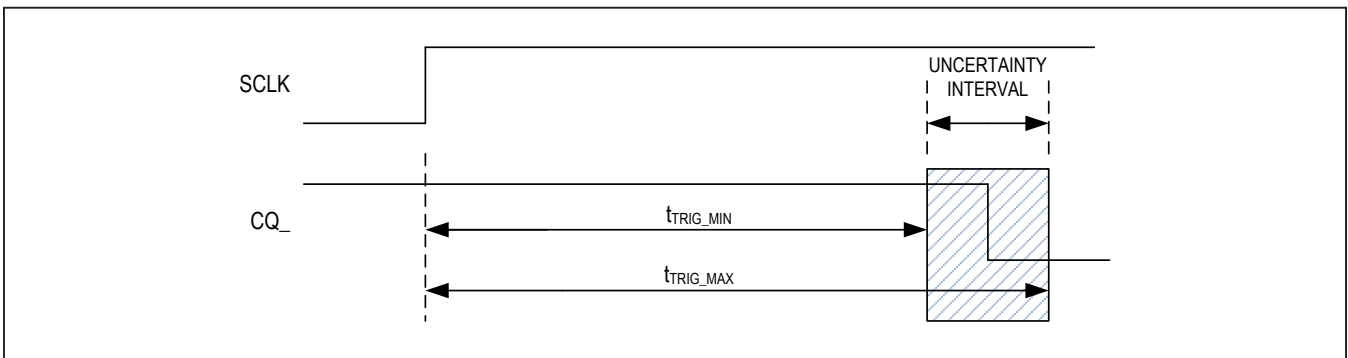 SCLK
UNCERTAINTY
INTERVAL
CQ_
tTRIG_MIN
tTRIG_MAX